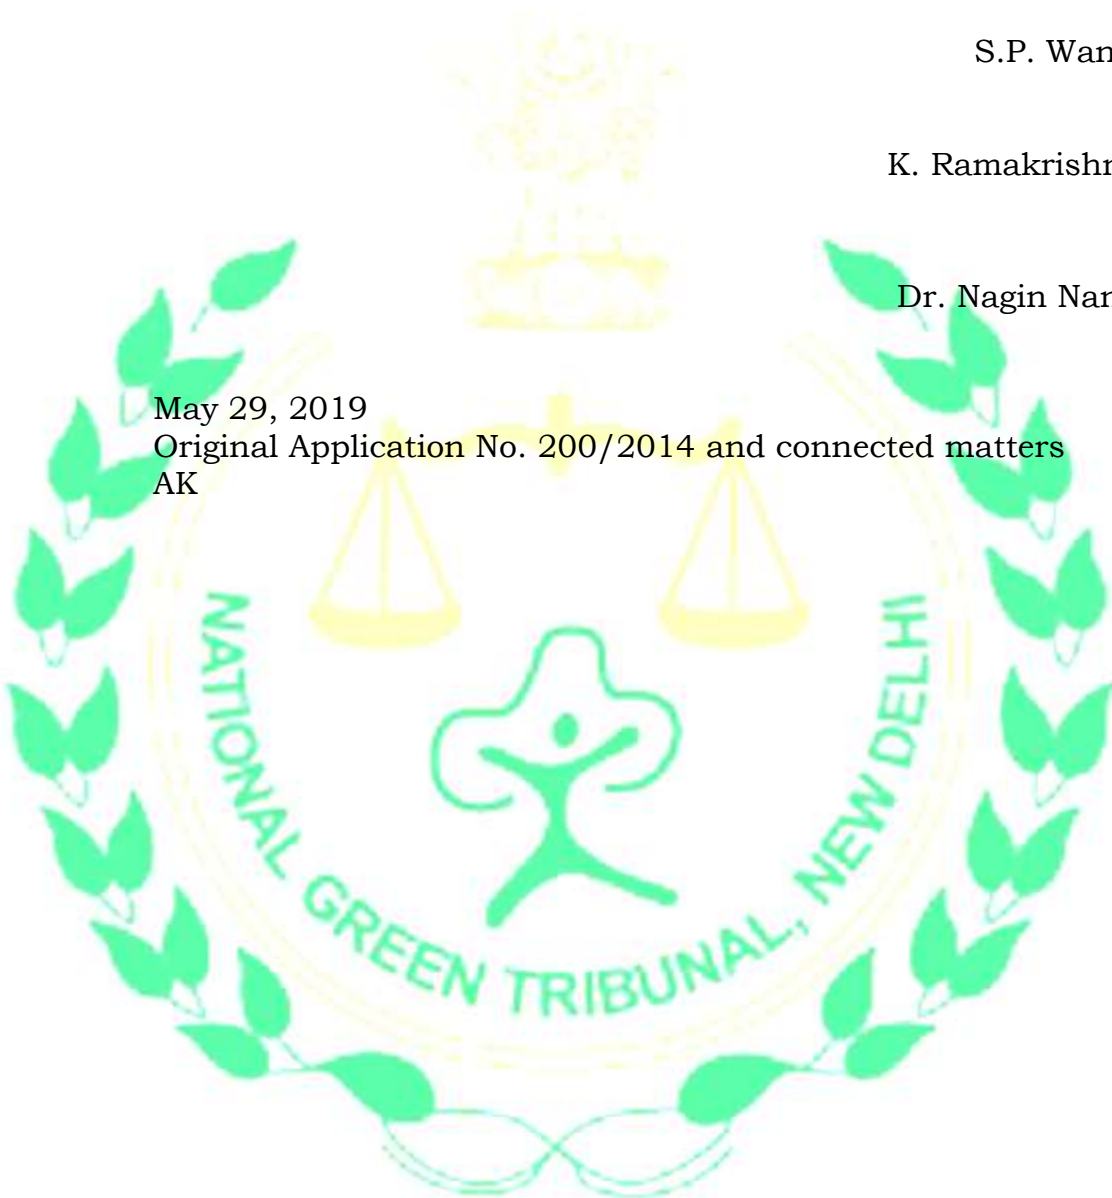 S.P. Wan
K. Ramakrishn
Dr. Nagin Nan
May 29, 2019
Original Application No. 200/2014 and connected matters
AK
NATIONAL GREEN TRIBUNAL, NEW DELHI